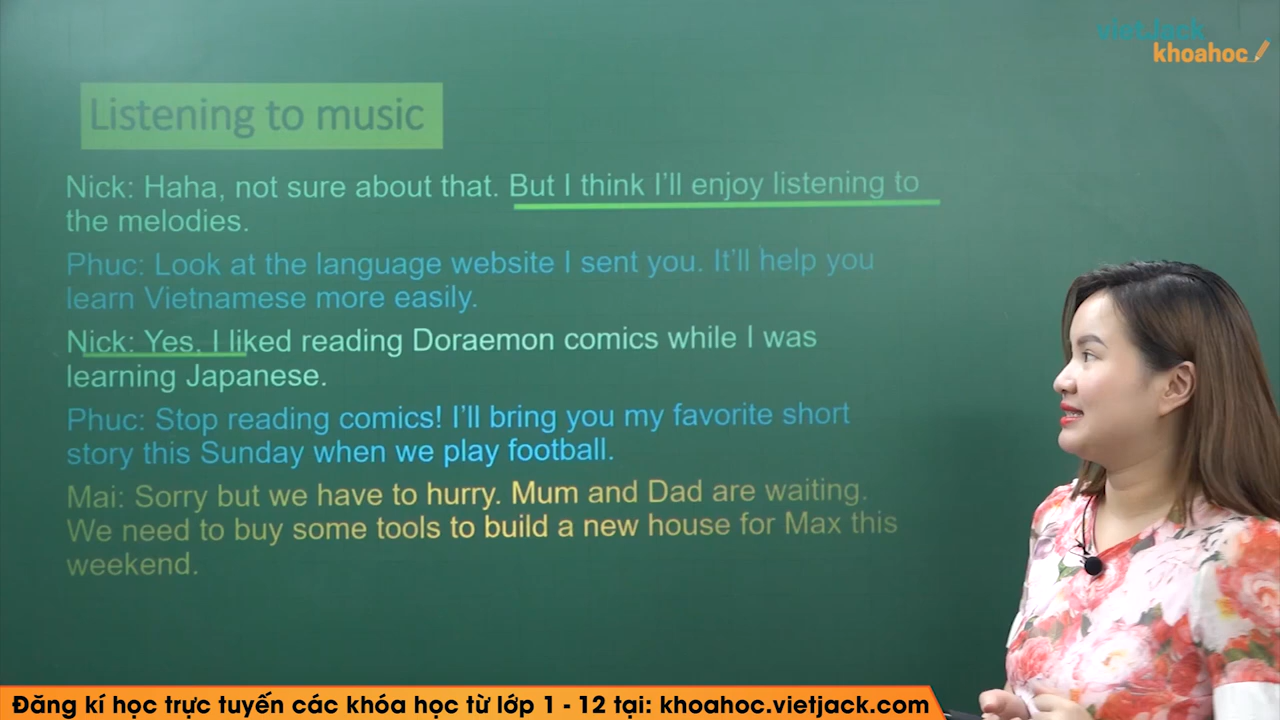 vietjack
khoahoc
Listening to music
Nick: Haha, not sure about that. But I think I’ll enjoy listening to
the melodies.
Phuc: Look at the language website I sent you. It’ll help you
learn Vietnamese more easily.
Nick: Yes. I liked reading Doraemon comics while I was
learning Japanese.
Phuc: Stop reading comics! I’ll bring you my favorite short
story this Sunday when we play football.
Mai: Sorry but we have to hurry. Mum and Dad are waiting.
We need to buy some tools to build a new house for Max this
weekend.
Đăng kí học trực tuyến các khóa học từ lớp 1 - 12 tại: khoahoc.vietjack.com